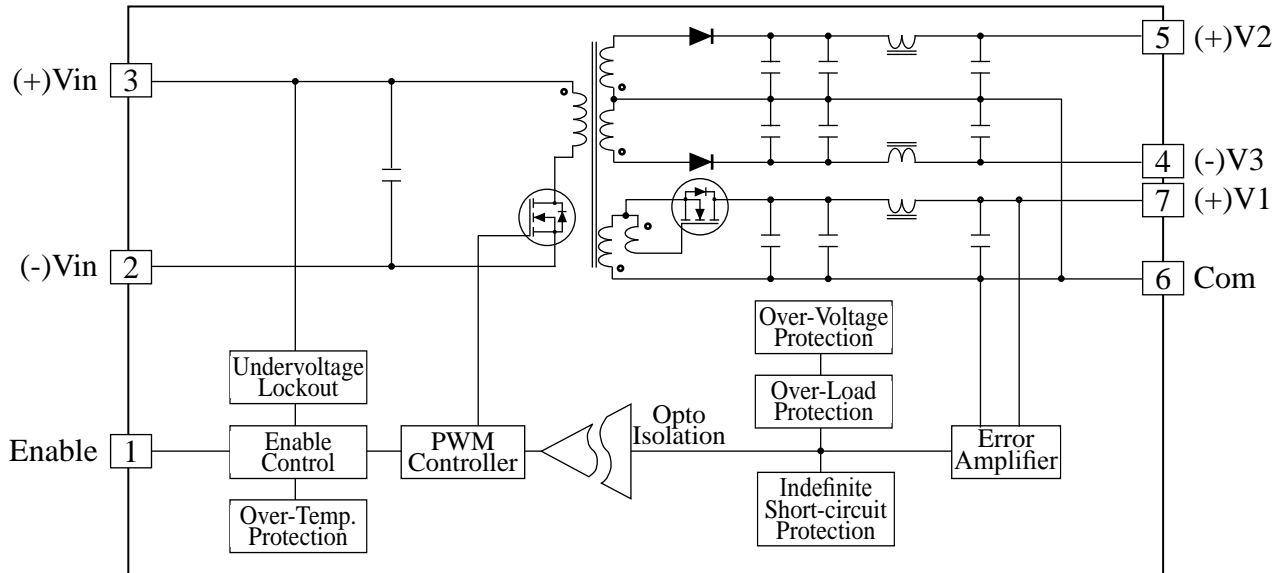 5 (+)V2
(+)Vin 3
4 (-)V3
7 (+)V1
(-)Vin 2
6 Com
Over-Voltage
Protection
Undervoltage
Lockout
Over-Load
Protection
Enable 1
Enable
Control
PWM
Controller
Opto
Isolation
Error
Amplifier
Over-Temp.
Protection
Indefinite
Short-circuit
Protection